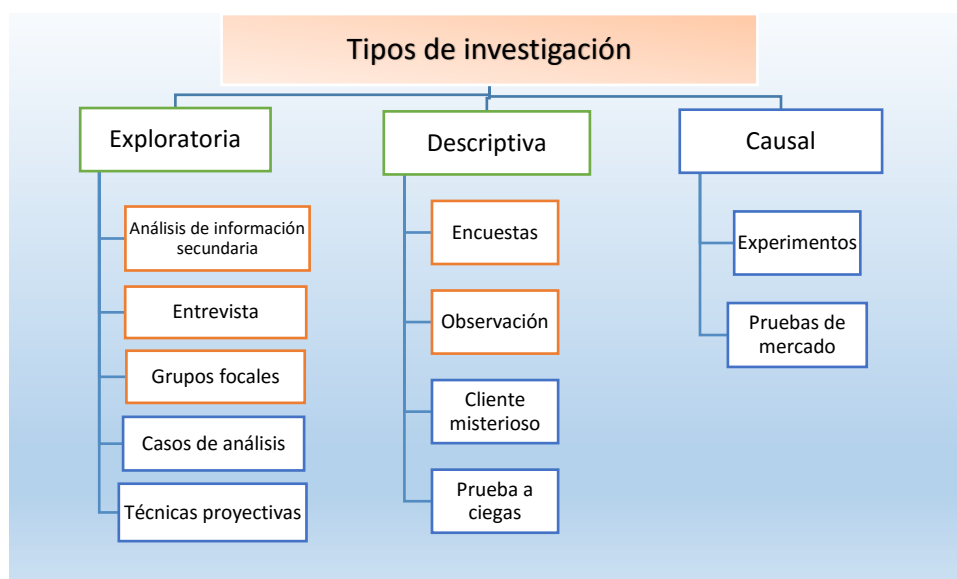 Tipos de investigación
Exploratoria
Análisis de información
secundaria
Entrevista
Grupos focales
Casos de análisis
Técnicas proyectivas
Descriptiva
Encuestas
Observación
Cliente
misterioso
Prueba a
ciegas
Causal
Experimentos
Pruebas de
mercado